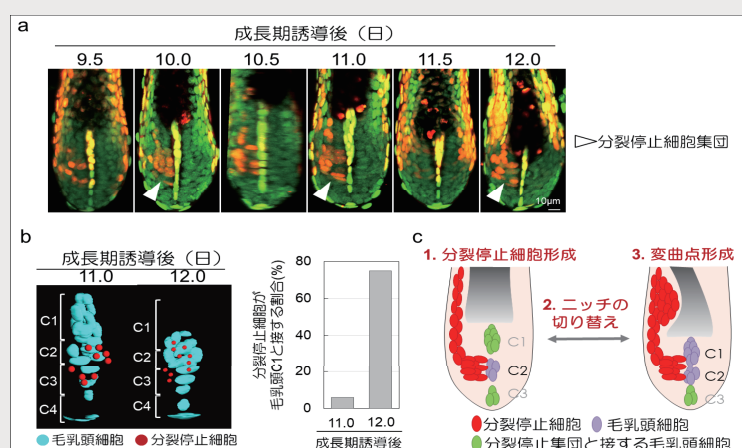 a
成長期誘導後（日）
9.5 10.0 10.5 11.0 11.5 12.0
分裂停止細胞集団
10μm
b
成長期誘導後（日）
11.0 12.0
C1
C2
C3
C4
C1
C2
C3
C4
毛乳頭細胞 分裂停止細胞
分裂停止細胞が
毛乳頭C1と接する割合(%)
80
60
40
20
0
11.0 12.0
成長期誘導後
c
1. 分裂停止細胞形成
3. 変曲点形成
2. ニッチの
切り替え
C1
C2
C3
C1
C2
C3
分裂停止細胞 毛乳頭細胞
分裂停止集団と接する毛乳頭細胞